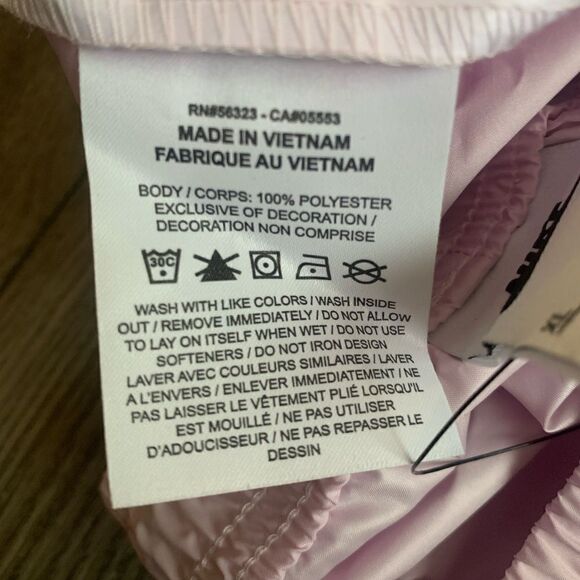 RN#56323 - CA#05553
MADE IN VIETNAM
FABRIQUE AU VIETNAM
BODY / CORPS: 100% POLYESTER
EXCLUSIVE OF DECORATION /
DECORATION NON COMPRISE
30C
WASH WITH LIKE COLORS / WASH INSIDE
OUT / REMOVE IMMEDIATELY / DO NOT ALLOW
TO LAY ON ITSELF WHEN WET / DO NOT USE
SOFTENERS / DO NOT IRON DESIGN
LAVER AVEC COULEURS SIMILAIRES / LAVER
A L'ENVERS / ENLEVER IMMEDIATEMENT / NE
PAS LAISSER LE VÊTEMENT PLIÉ LORSQU'IL
EST MOUILLÉ / NE PAS UTILISER
D'ADOUCISSEUR / NE PAS REPASSER LE
DESSIN
XL